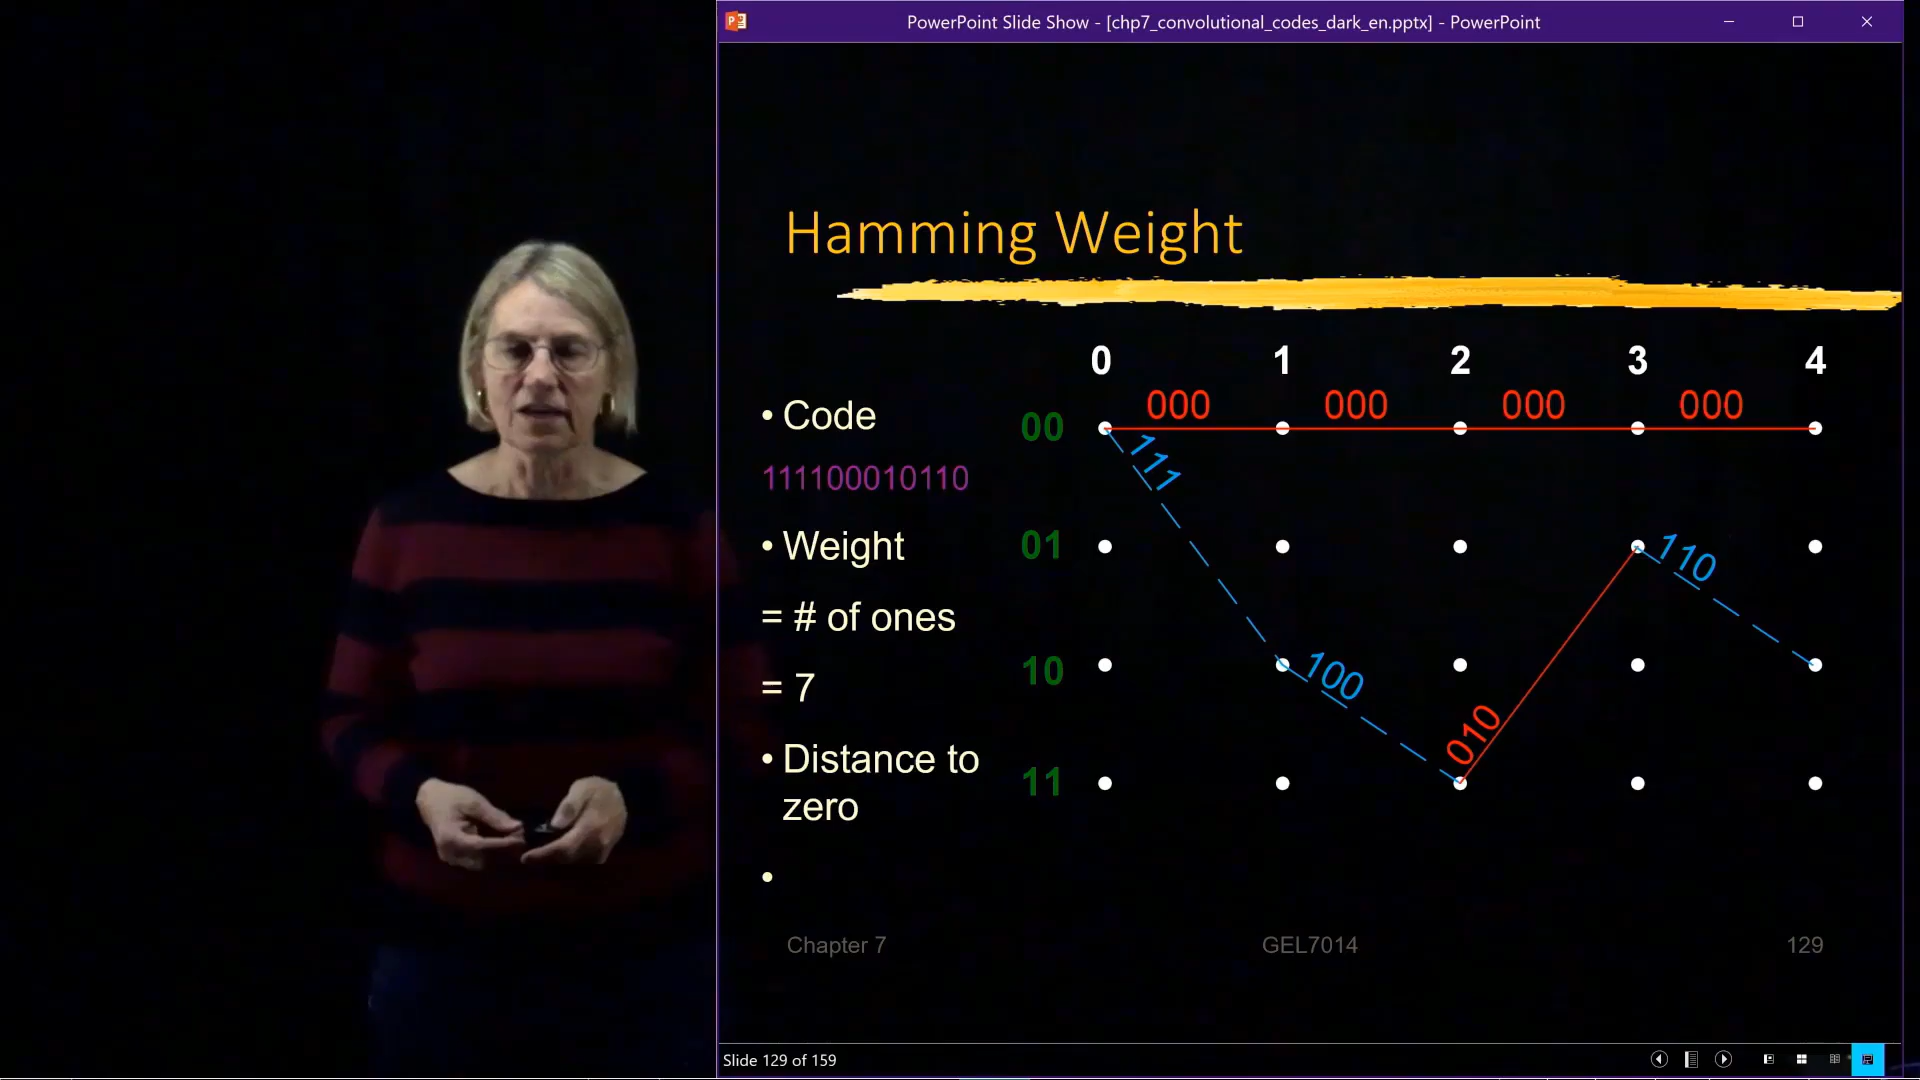 PowerPoint Slide Show - [chp7_convolutional_codes_dark_en.pptx] - PowerPoint
Hamming Weight
0 1 2 3 4
000 000 000 000
• Code
00
111
111100010110
• Weight
01
110
= # of ones
10
100
= 7
010
• Distance to
zero
11
•
Chapter 7 GEL7014 129
Slide 129 of 159